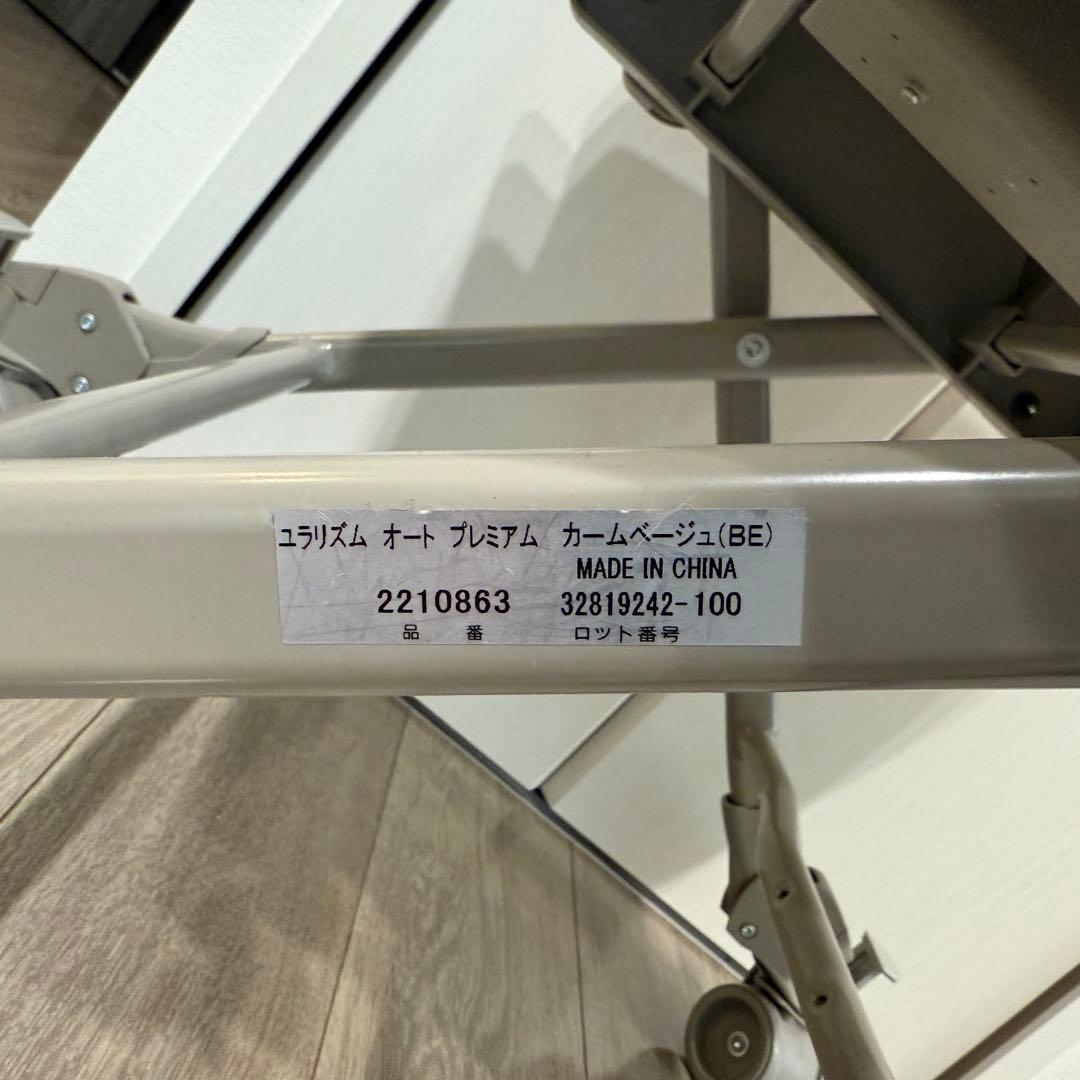 ユラリズム オート プレミアム カームベージュ(BE)
MADE IN CHINA
2210863 32819242-100
品番 ロット番号